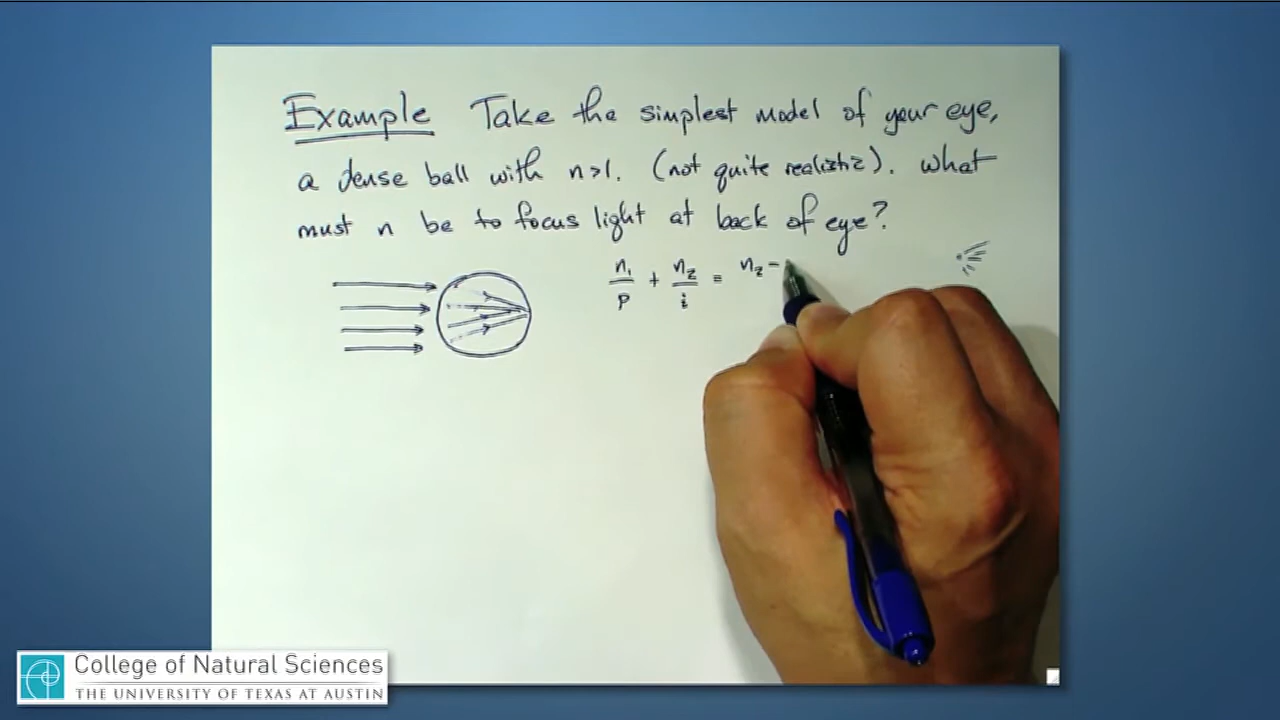 Example Take the simplest model of your eye,
a dense ball with n>1. (not quite realistic). what
must n be to focus light at back of eye?
n₁/p + n₂/i = n₂ -
College of Natural Sciences
THE UNIVERSITY OF TEXAS AT AUSTIN